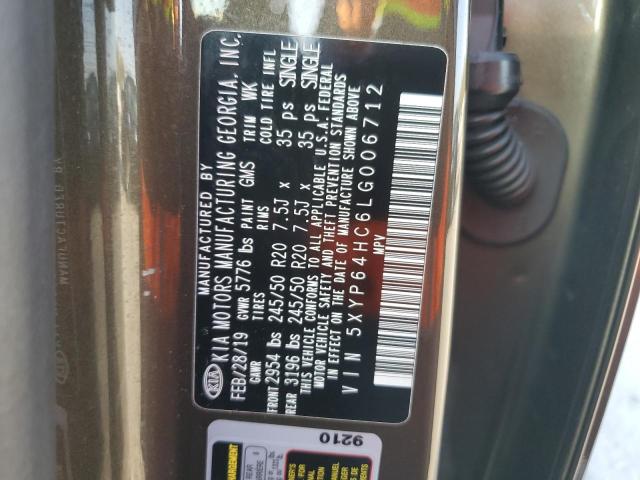 KIA
MANUFACTURED BY
KIA MOTORS MANUFACTURING GEORGIA, INC.
FEB/28/19 GVWR 5776 lbs PAINT GMS TRIM WK
GAWR TIRES RIMS COLD TIRE INFL
FRONT 2954 lbs 245/50 R20 7.5J x 35 psi SINGLE
REAR 3196 lbs 245/50 R20 7.5J x 35 psi SINGLE
THIS VEHICLE CONFORMS TO ALL APPLICABLE U.S.A. FEDERAL
MOTOR VEHICLE SAFETY AND THEFT PREVENTION STANDARDS
IN EFFECT ON THE DATE OF MANUFACTURE SHOWN ABOVE
VIN 5XYP64HC6LG006712
MPV
9210
REAR